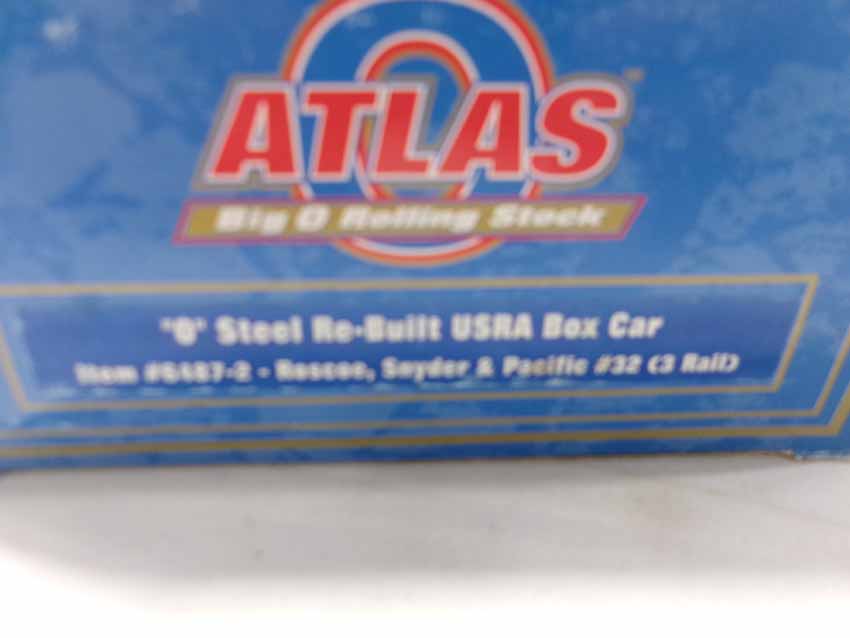 ATLAS
Big O Rolling Stock
"O" Steel Re-Built USRA Box Car
Item - Roscoe, Snyder & Pacific #32 (3 Rail)